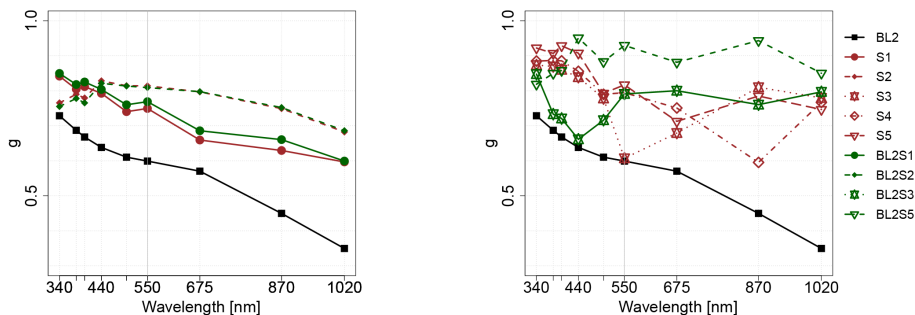 1.0
0.5
g
340 440 550 675 870 1020
Wavelength [nm]
1.0
0.5
g
340 440 550 675 870 1020
Wavelength [nm]
BL2
S1
S2
S3
S4
S5
BL2S1
BL2S2
BL2S3
BL2S5